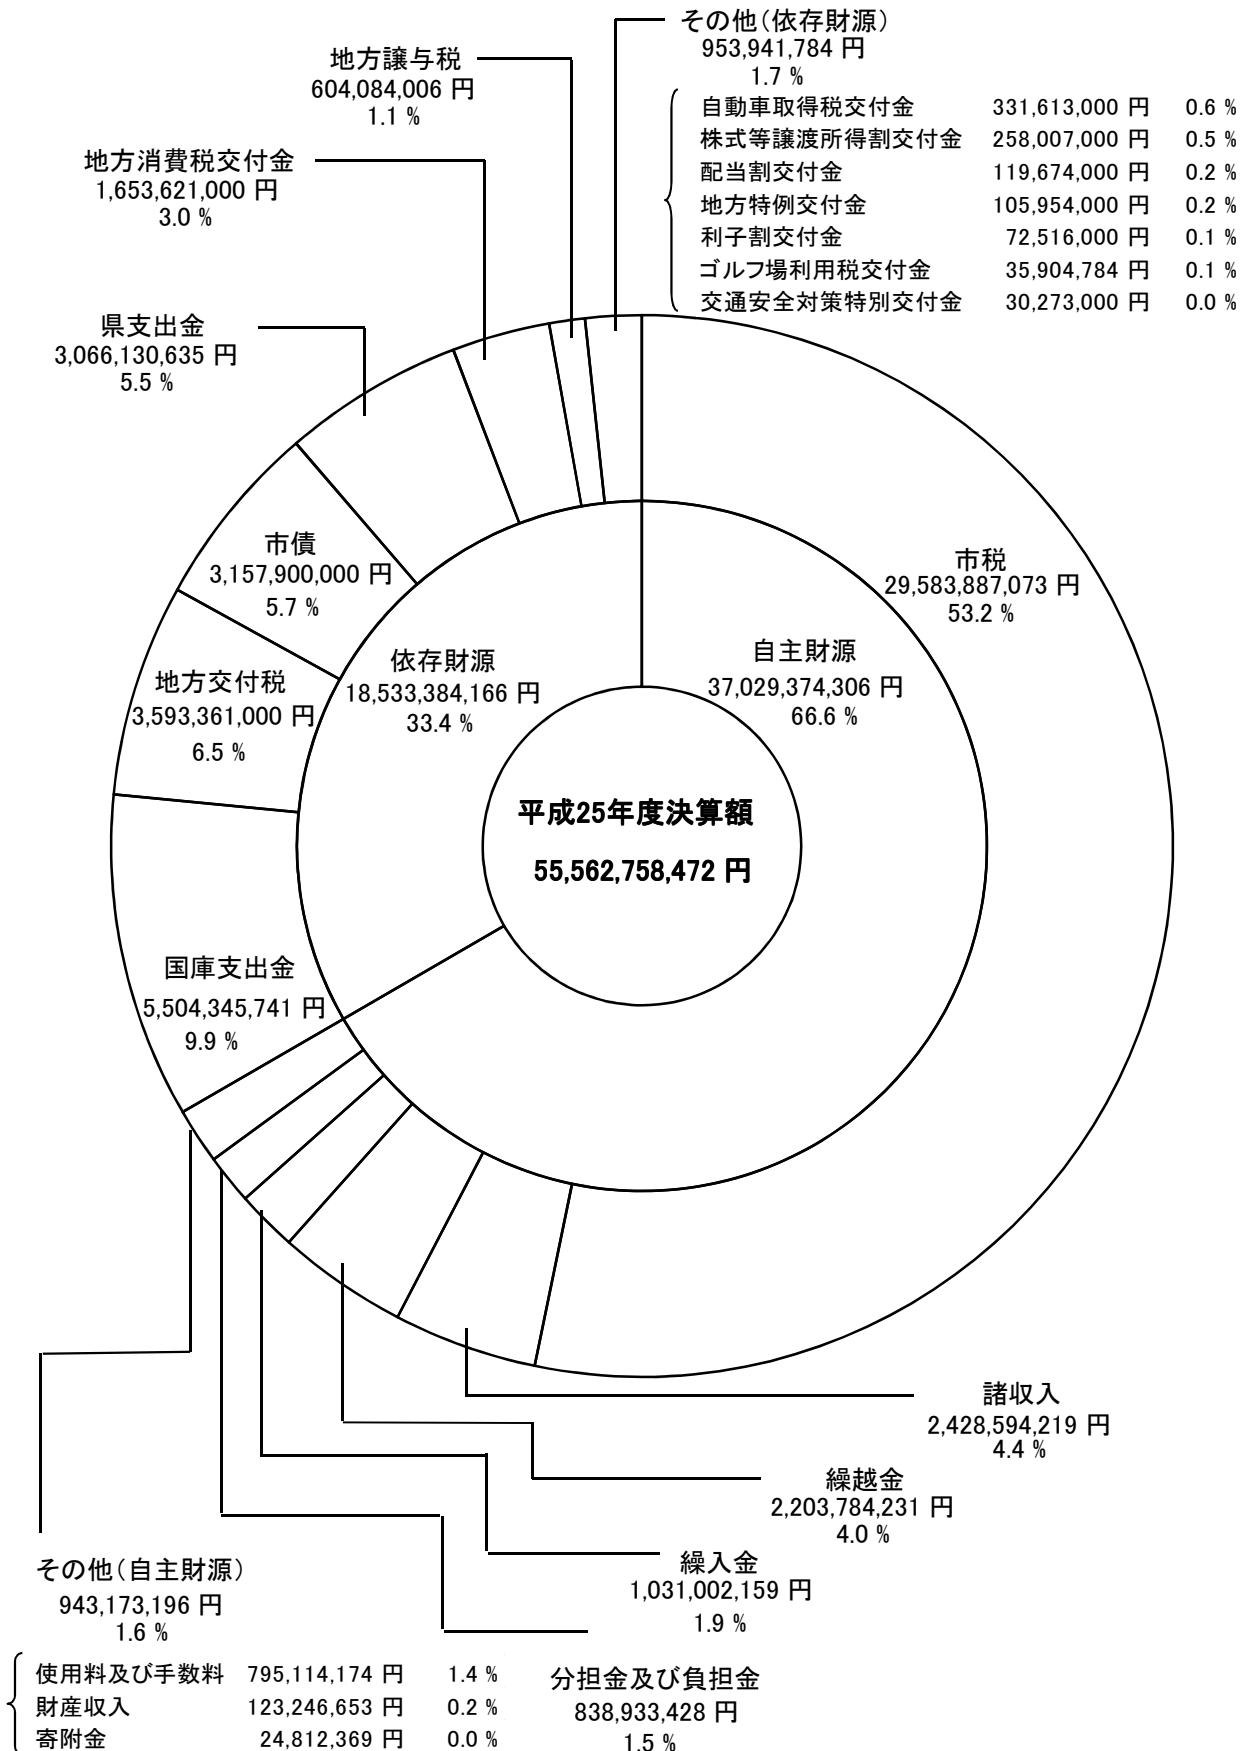 その他（依存財源）
953,941,784 円
1.7 %
自動車取得税交付金 331,613,000 円 0.6 %
株式等譲渡所得割交付金 258,007,000 円 0.5 %
配当割交付金 119,674,000 円 0.2 %
地方特例交付金 105,954,000 円 0.2 %
利子割交付金 72,516,000 円 0.1 %
ゴルフ場利用税交付金 35,904,784 円 0.1 %
交通安全対策特別交付金 30,273,000 円 0.0 %
地方譲与税
604,084,006 円
1.1 %
地方消費税交付金
1,653,621,000 円
3.0 %
県支出金
3,066,130,635 円
5.5 %
市債
3,157,900,000 円
5.7 %
地方交付税
3,593,361,000 円
6.5 %
国庫支出金
5,504,345,741 円
9.9 %
依存財源
18,533,384,166 円
33.4 %
自主財源
37,029,374,306 円
66.6 %
市税
29,583,887,073 円
53.2 %
平成25年度決算額
55,562,758,472 円
諸収入
2,428,594,219 円
4.4 %
繰越金
2,203,784,231 円
4.0 %
繰入金
1,031,002,159 円
1.9 %
分担金及び負担金
838,933,428 円
1.5 %
その他（自主財源）
943,173,196 円
1.6 %
使用料及び手数料 795,114,174 円 1.4 %
財産収入 123,246,653 円 0.2 %
寄附金 24,812,369 円 0.0 %